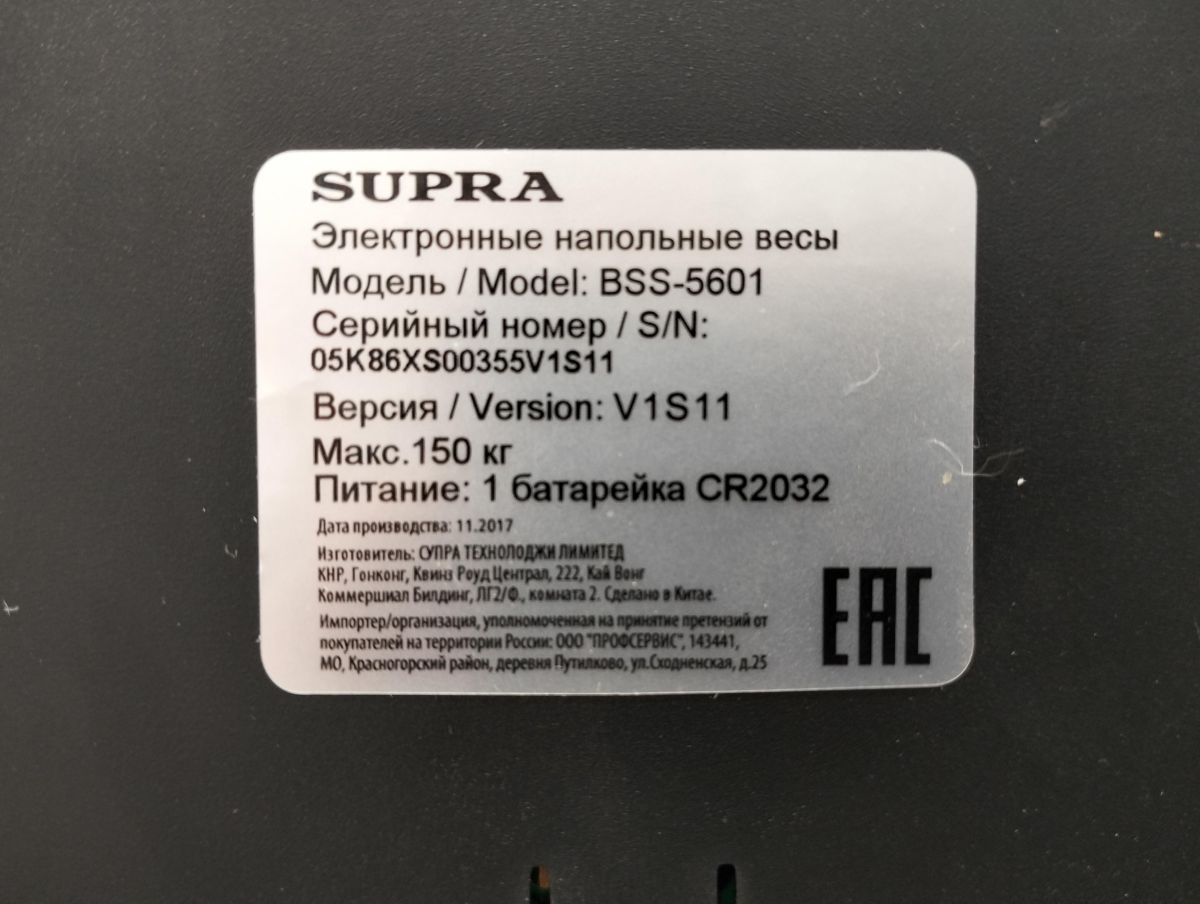 SUPRA
Электронные напольные весы
Модель / Model: BSS-5601
Серийный номер / S/N:
05K86XS00355V1S11
Версия / Version: V1S11
Макс.150 кг
Питание: 1 батарейка CR2032
Дата производства: 11.2017
Изготовитель: СУПРА ТЕХНОЛОДЖИ ЛИМИТЕД
КНР, Гонконг, Квинз Роуд Централ, 222, Кай Вонг
Коммершиал Билдинг, ЛГ2/Ф., комната 2. Сделано в Китае.
Импортер/организация, уполномоченная на принятие претензий от
покупателей на территории России: ООО "ПРОФСЕРВИС", 143441,
МО, Красногорский район, деревня Путилково, ул.Сходненская, д.25
EAC